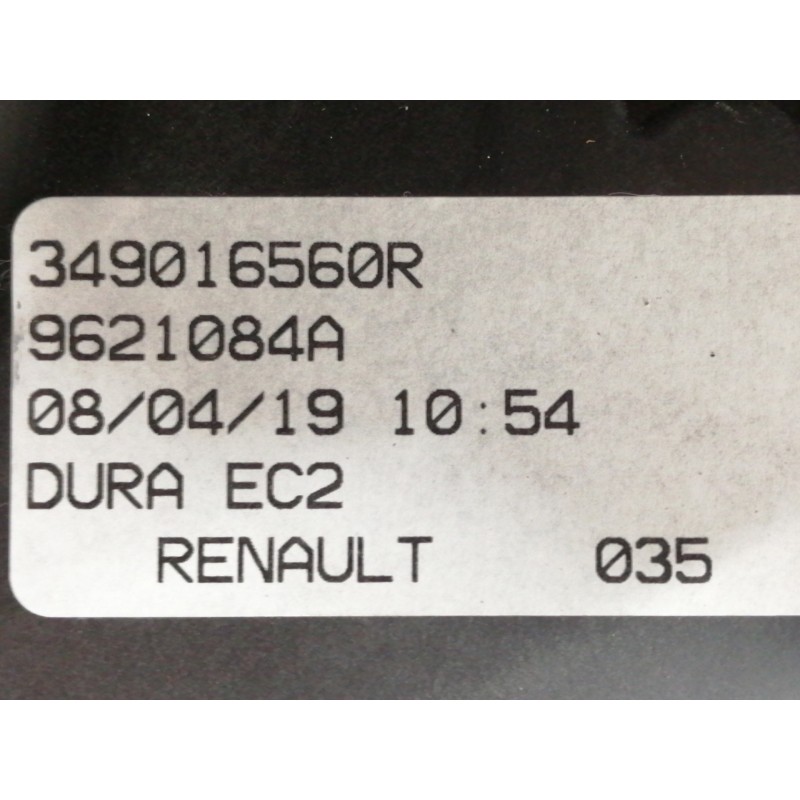 349016560R
9621084A
08/04/19 10:54
DURA EC2
RENAULT 035